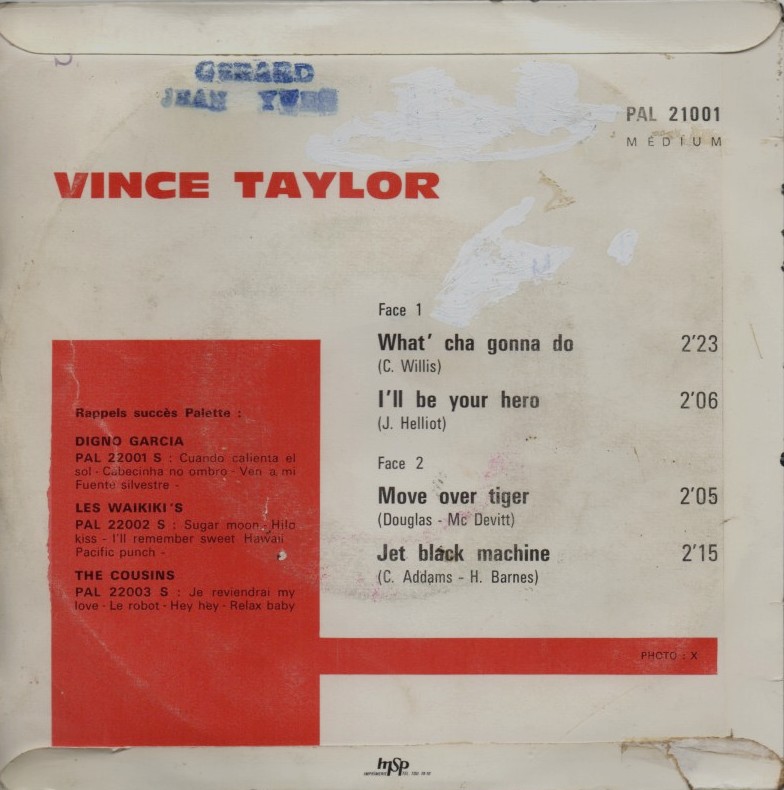 GERARD
JEAN YVES
PAL 21001
MÉDIUM
VINCE TAYLOR
Face 1
What' cha gonna do 2'23
(C. Willis)
I'll be your hero 2'06
(J. Helliot)
Face 2
Move over tiger 2'05
(Douglas - Mc Devitt)
Jet black machine 2'15
(C. Addams - H. Barnes)
Rappels succès Palette :
DIGNO GARCIA
PAL 22001 S : Cuando calienta el
sol - Cabecinha no ombro - Ven a mi
Fuente silvestre -
LES WAIKIKI'S
PAL 22002 S : Sugar moon - Hilo
kiss - I'll remember sweet Hawaii
Pacific punch -
THE COUSINS
PAL 22003 S : Je reviendrai my
love - Le robot - Hey hey - Relax baby
PHOTO : X
msp